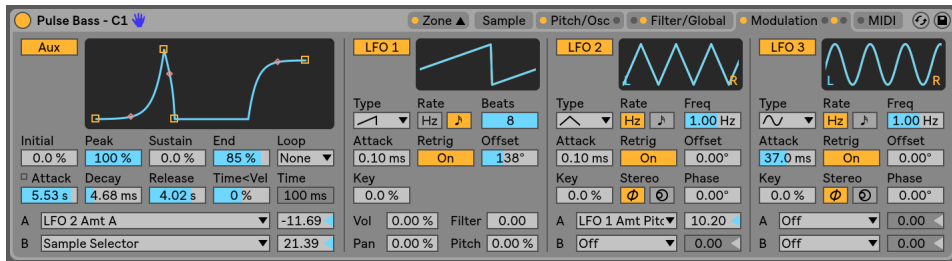 Pulse Bass - C1 Zone Sample Pitch/Osc Filter/Global Modulation MIDI
Aux LFO 1 LFO 2 LFO 3
L R L R
Type Rate Beats Type Rate Freq Type Rate Freq
Hz 8 Hz 1.00 Hz Hz 1.00 Hz
Initial Peak Sustain End Loop Attack Retrig Offset Attack Retrig Offset Attack Retrig Offset
0.0 % 100 % 0.0 % 85 % None 0.10 ms On 138° 0.10 ms On 0.00° 37.0 ms On 0.00°
Attack Decay Release Time<Vel Time Key Key Stereo Phase Key Stereo Phase
5.53 s 4.68 ms 4.02 s 0 % 100 ms 0.0 % 0.0 % 0.00° 0.0 % 0.00°
A LFO 2 Amt A -11.69 Vol 0.00 % Filter 0.00 A LFO 1 Amt Pitc 10.20 A Off 0.00
B Sample Selector 21.39 Pan 0.00 % Pitch 0.00 % B Off 0.00 B Off 0.00